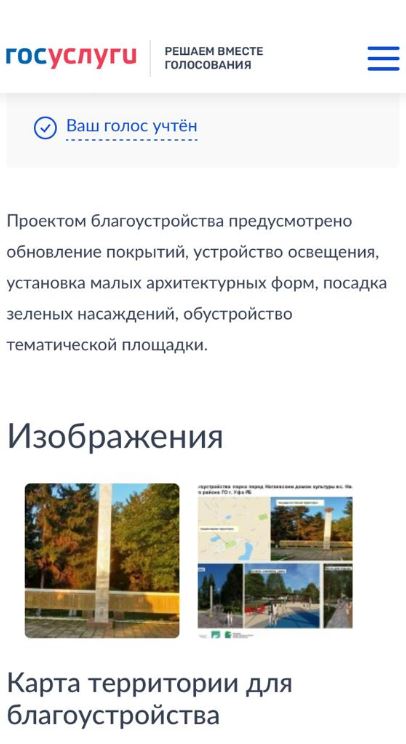 госуслуги
РЕШАЕМ ВМЕСТЕ
ГОЛОСОВАНИЯ
Ваш голос учтён
Проектом благоустройства предусмотрено
обновление покрытий, устройство освещения,
установка малых архитектурных форм, посадка
зеленых насаждений, обустройство
тематической площадки.
Изображения
Карта территории для
благоустройства